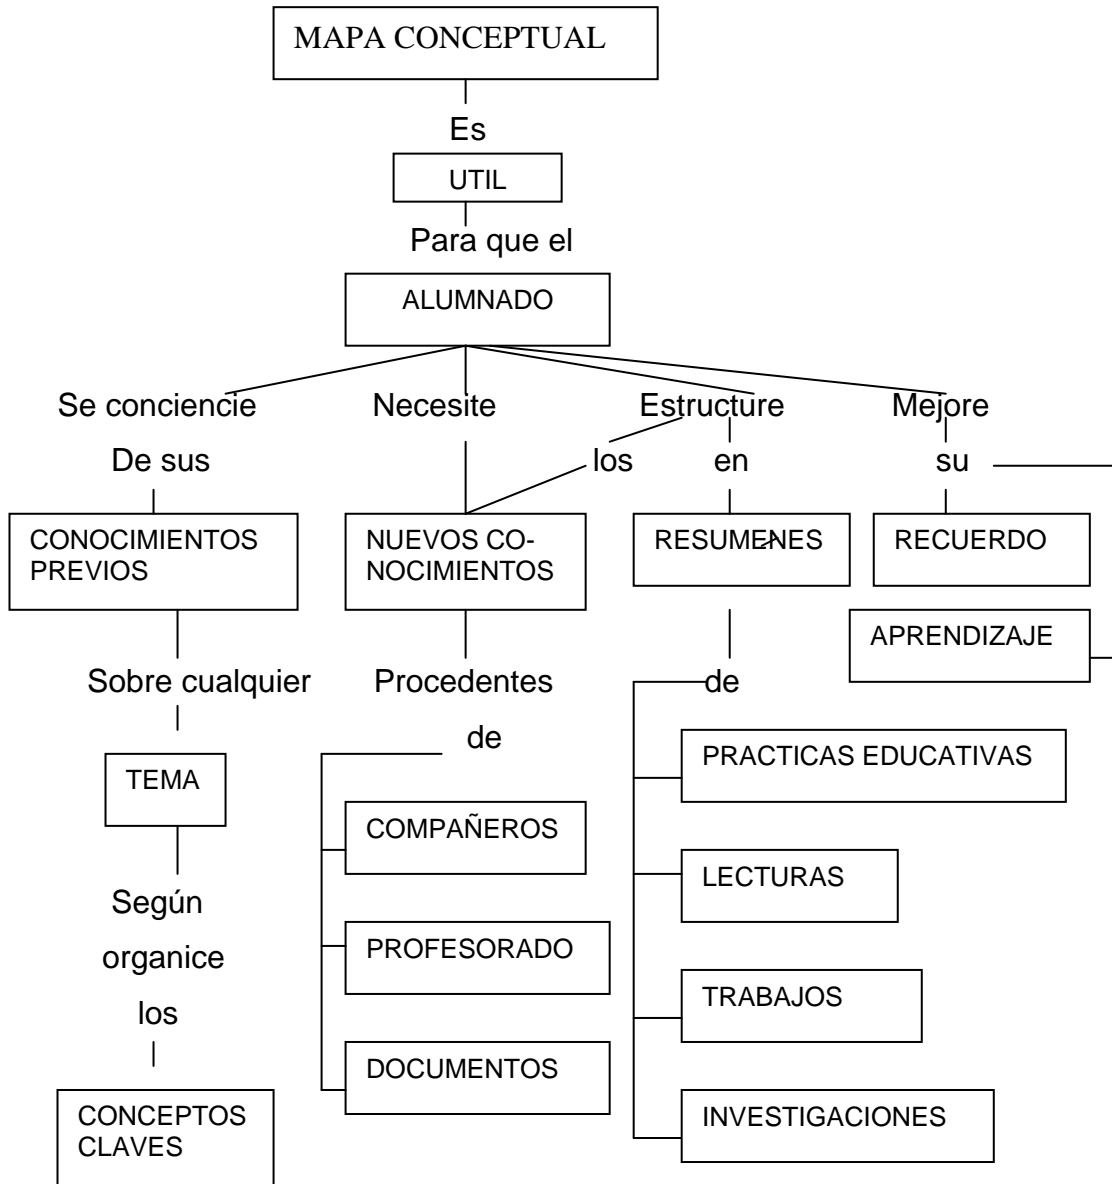 MAPA CONCEPTUAL
Es
UTIL
Para que el
ALUMNADO
Se conciencie
De sus
CONOCIMIENTOS
PREVIOS
Sobre cualquier
TEMA
Según
organice
los
CONCEPTOS
CLAVES
Necesite
NUEVOS CO-
NOCIMIENTOS
Procedentes
de
COMPAÑEROS
PROFESORADO
DOCUMENTOS
Estructure
los
en
RESUMENES
de
PRACTICAS EDUCATIVAS
LECTURAS
TRABAJOS
INVESTIGACIONES
Mejore
su
RECUERDO
APRENDIZAJE